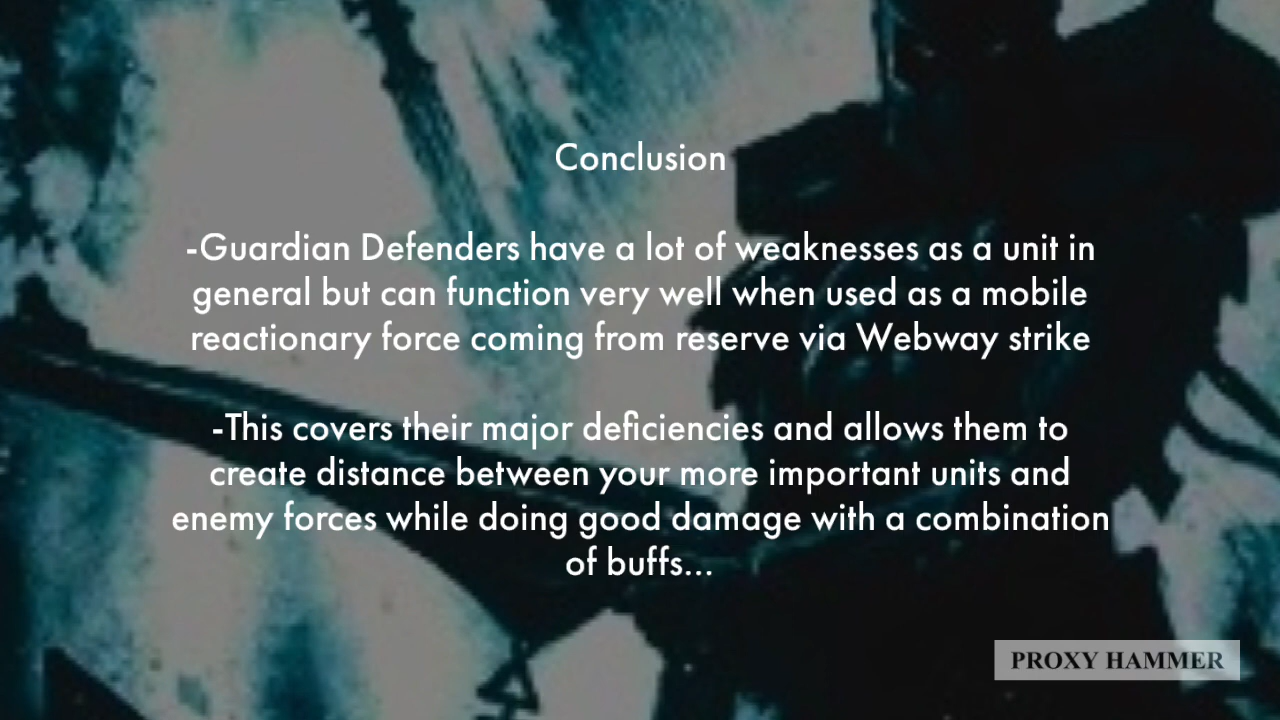 Conclusion
-Guardian Defenders have a lot of weaknesses as a unit in
general but can function very well when used as a mobile
reactionary force coming from reserve via Webway strike
-This covers their major deficiencies and allows them to
create distance between your more important units and
enemy forces while doing good damage with a combination
of buffs...
PROXY HAMMER